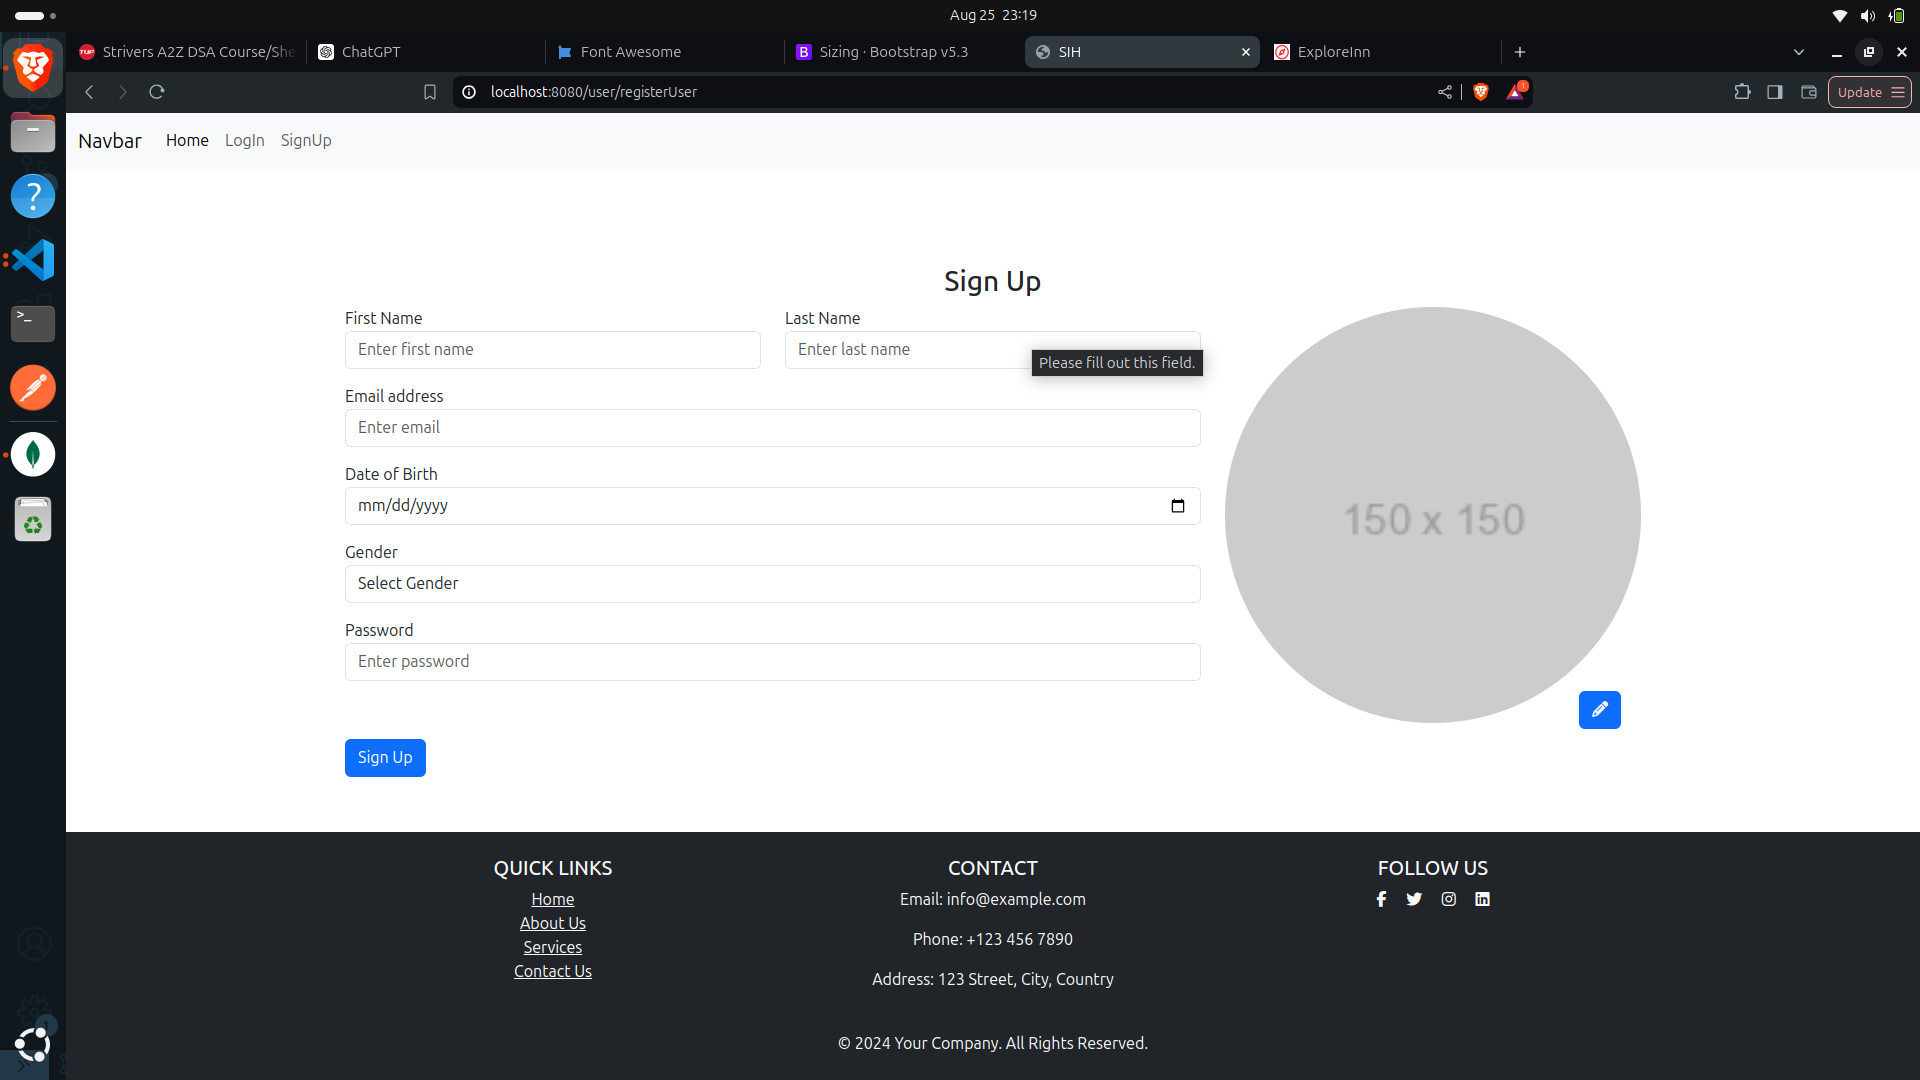 Aug 25 23:19
Strivers A2Z DSA Course/She
ChatGPT
Font Awesome
Sizing · Bootstrap v5.3
SIH
ExploreInn
localhost:8080/user/registerUser
1
Update
Navbar Home LogIn SignUp
Sign Up
First Name
Last Name
Enter first name
Enter last name
Please fill out this field.
Email address
Enter email
Date of Birth
mm/dd/yyyy
Gender
Select Gender
Password
Enter password
150 x 150
Sign Up
QUICK LINKS
Home
About Us
Services
Contact Us
CONTACT
Email: info@example.com
Phone: +123 456 7890
Address: 123 Street, City, Country
FOLLOW US
© 2024 Your Company. All Rights Reserved.